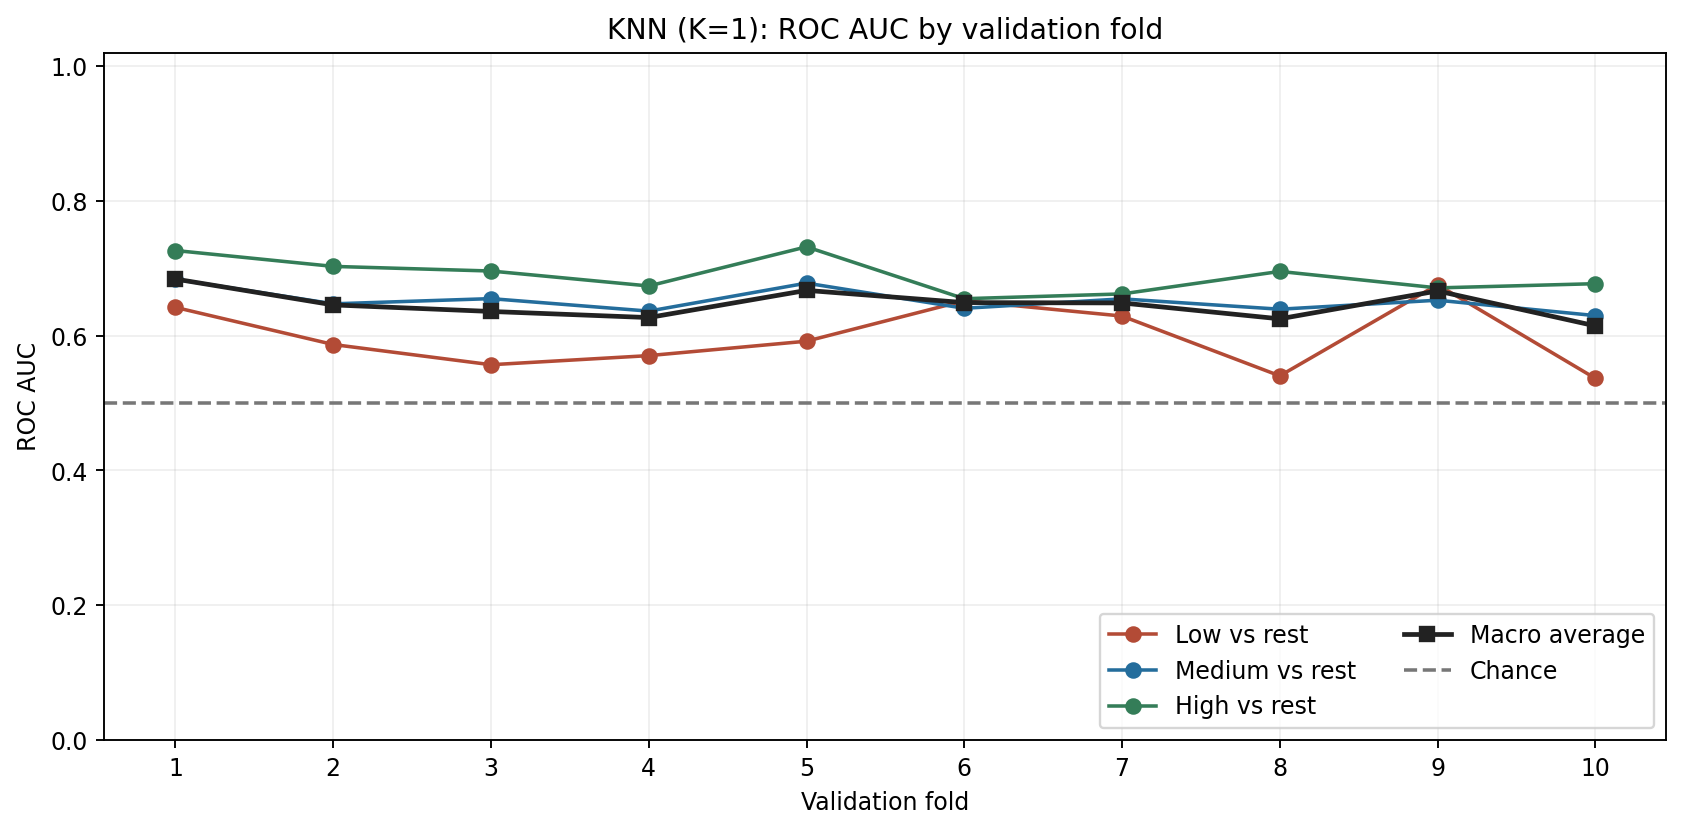 KNN (K=1): ROC AUC by validation fold
ROC AUC
1.0
0.8
0.6
0.4
0.2
0.0
1 2 3 4 5 6 7 8 9 10
Validation fold
Low vs rest
Medium vs rest
High vs rest
Macro average
Chance